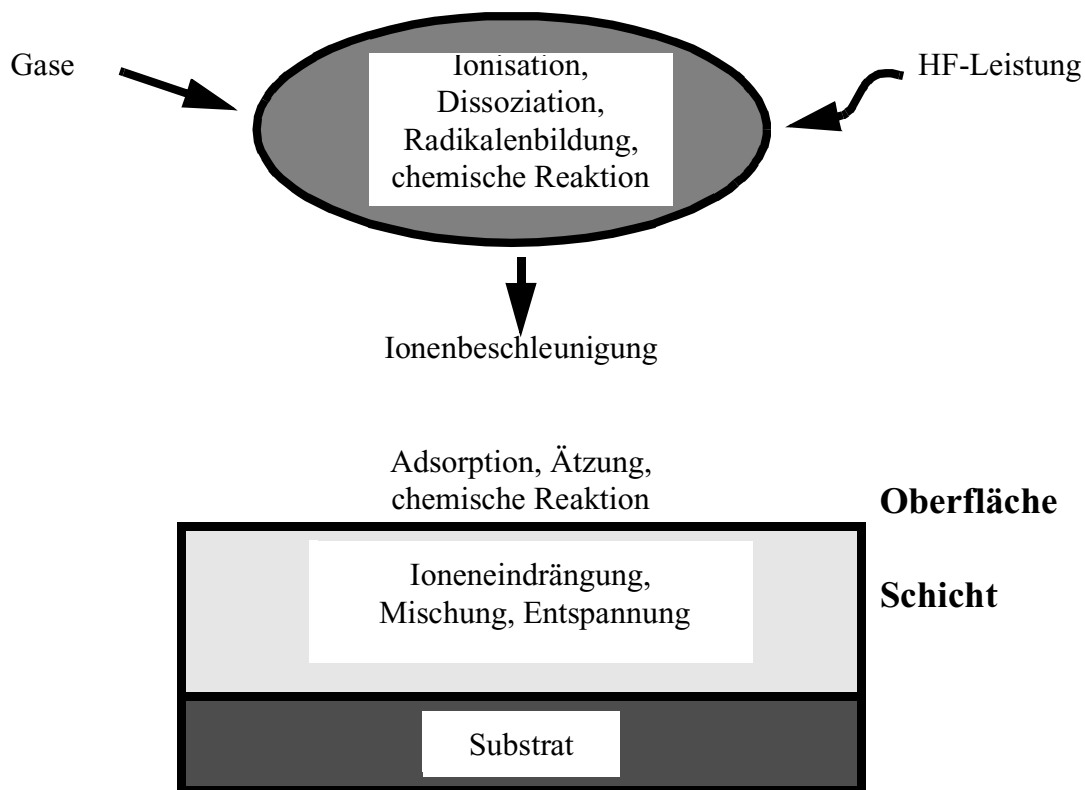 Gase
Ionisation,
Dissoziation,
Radikalenbildung,
chemische Reaktion
HF-Leistung
Ionenbeschleunigung
Adsorption, Ätzung,
chemische Reaktion
Oberfläche
Ioneneindrängung,
Mischung, Entspannung
Schicht
Substrat